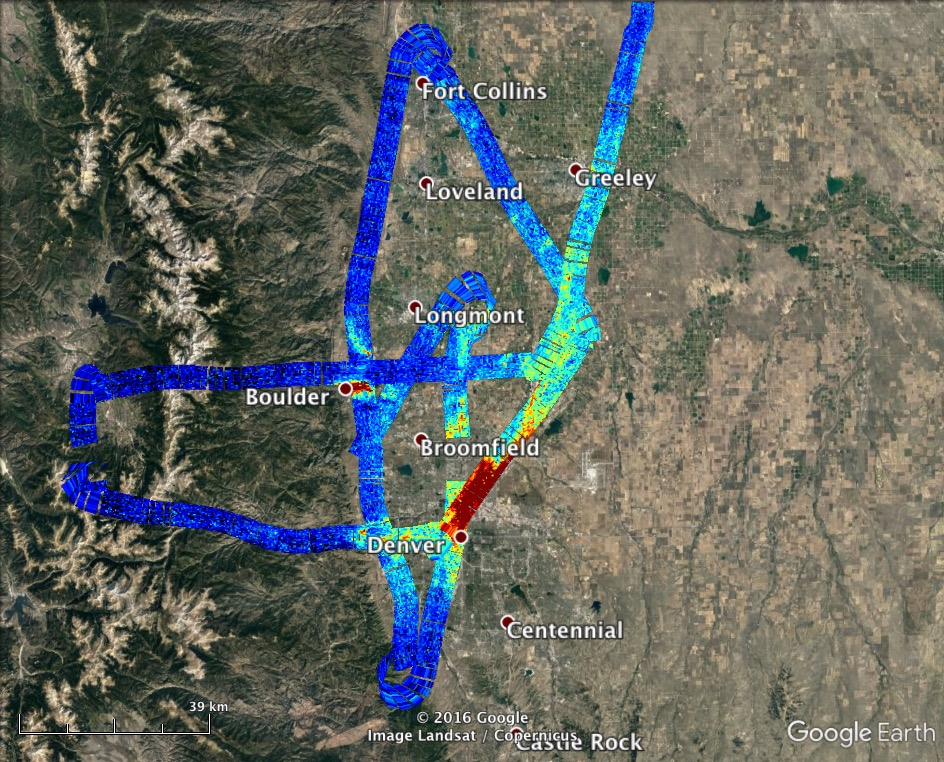 Fort Collins
Greeley
Loveland
Longmont
Boulder
Broomfield
Denver
Centennial
39 km
© 2016 Google
Image Landsat / Copernicus
Google Earth
Castle Rock